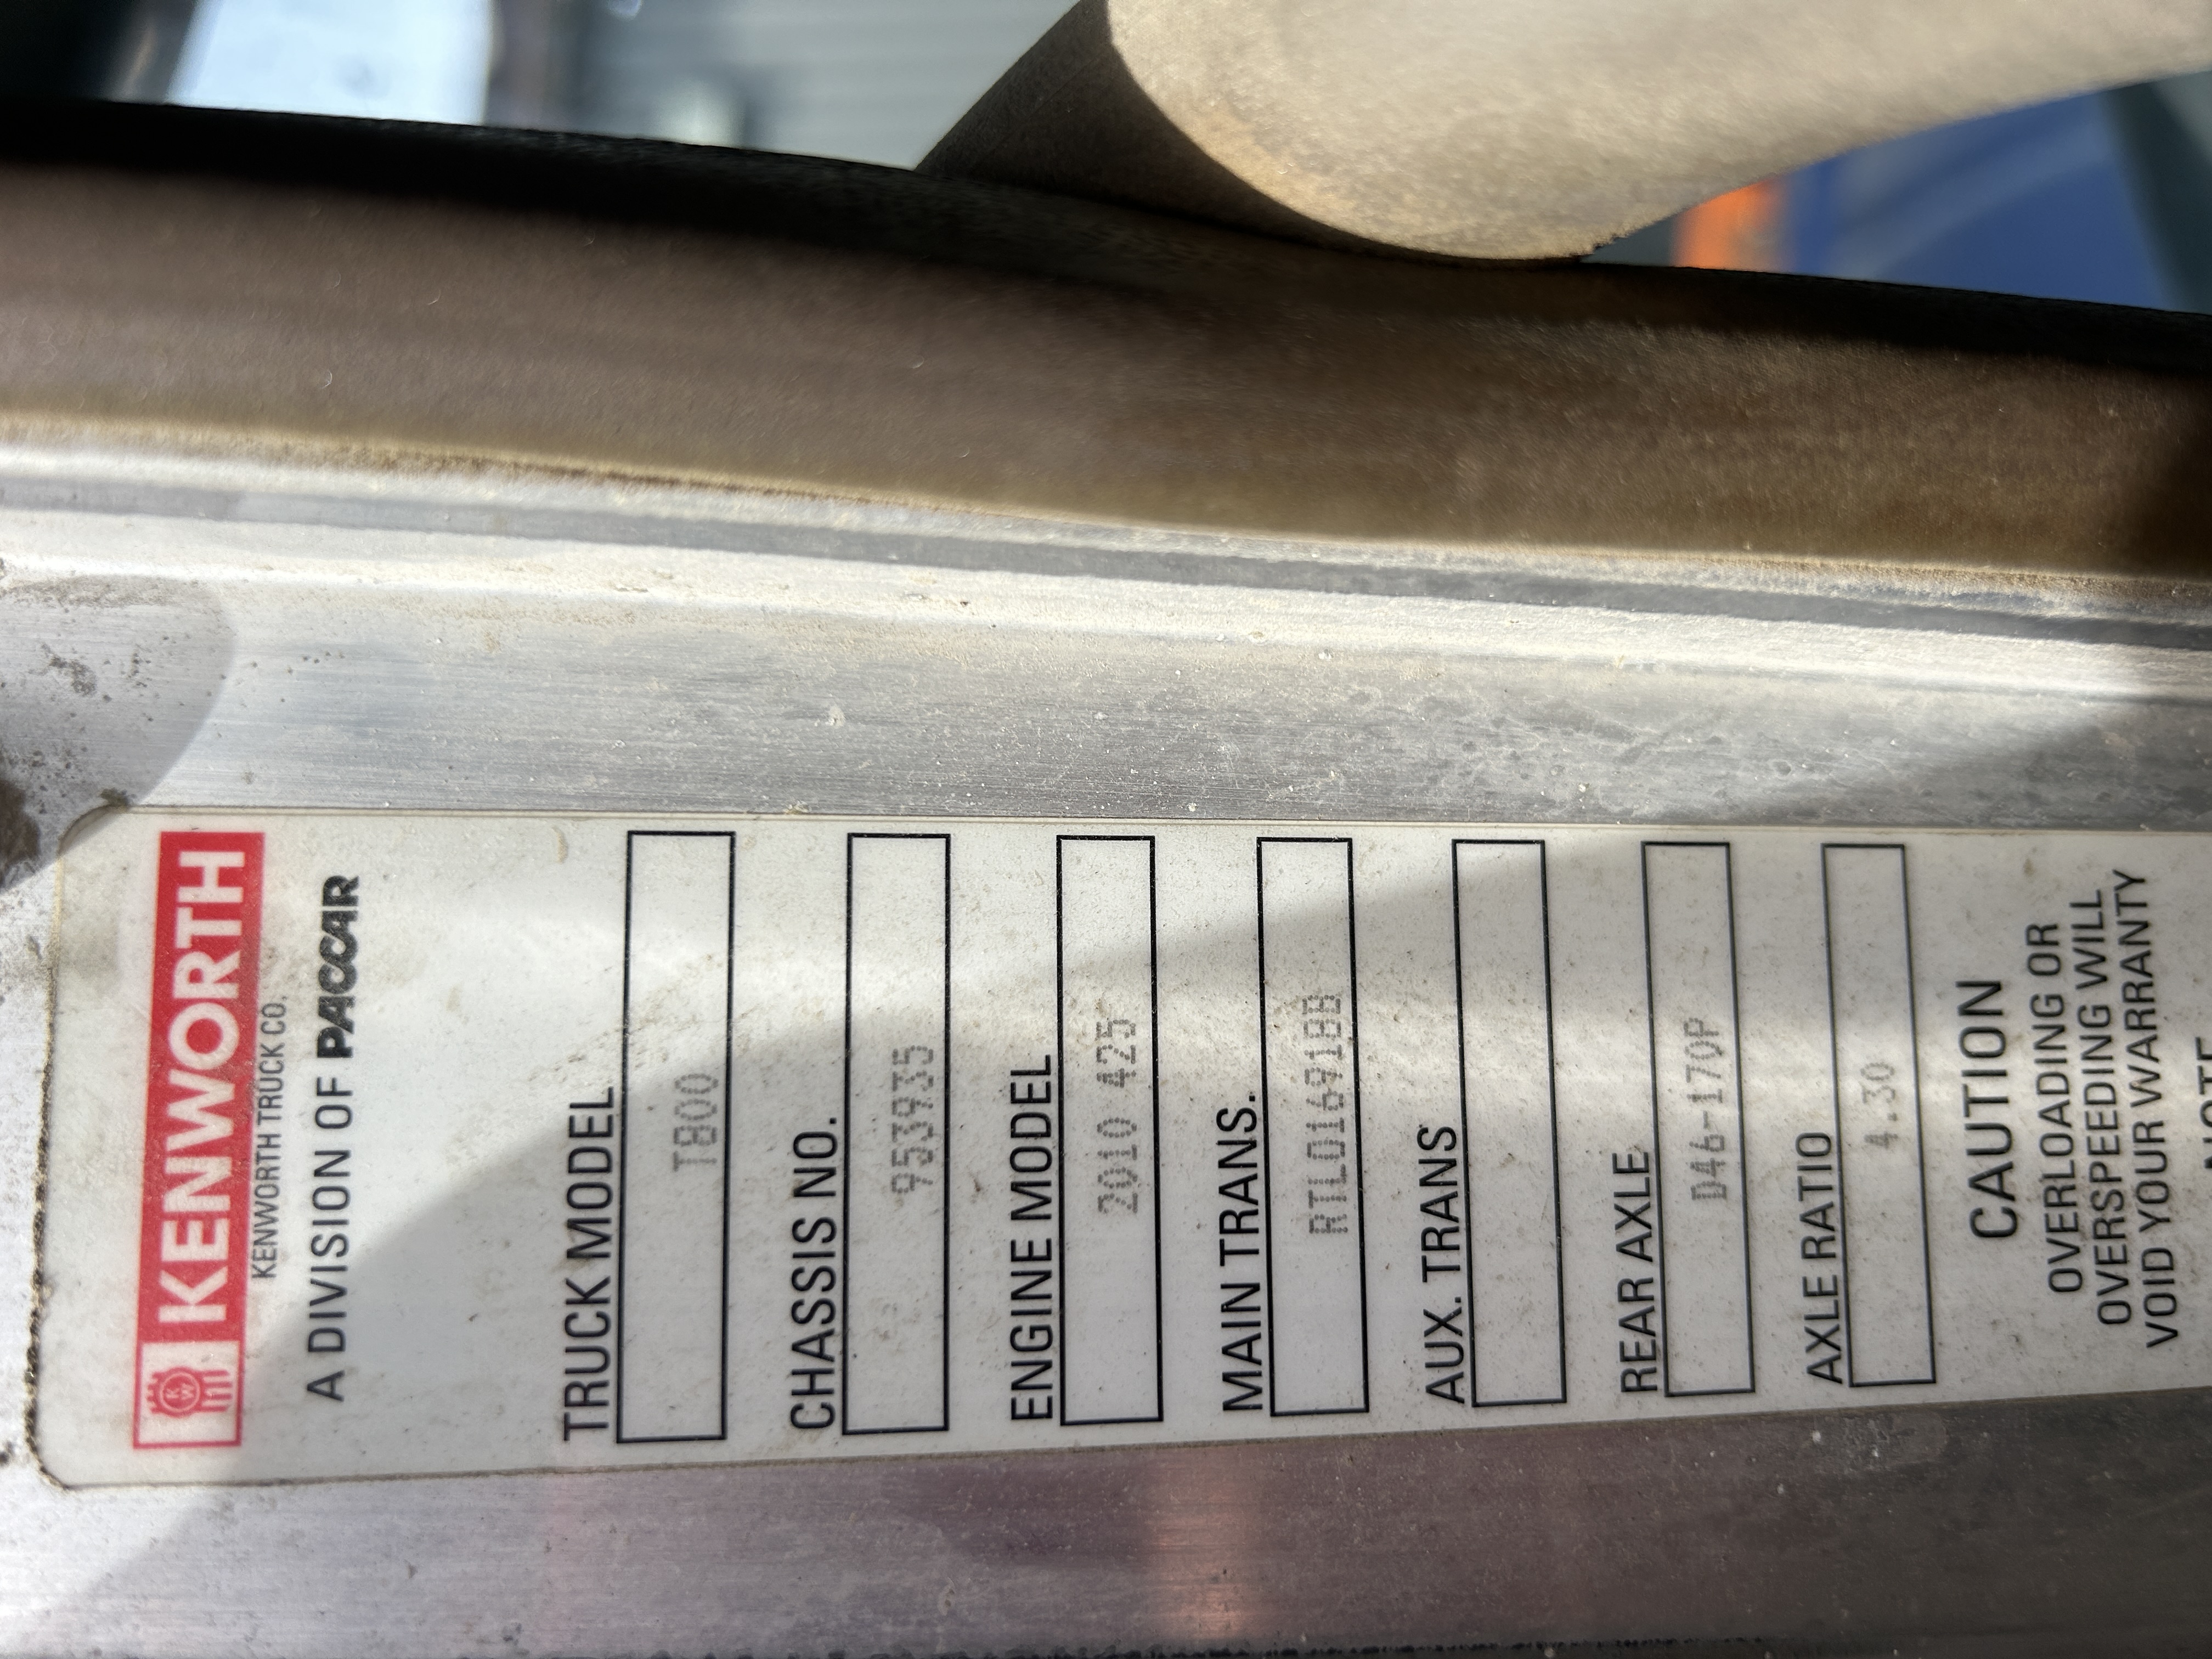 KENWORTH
KENWORTH TRUCK CO.
A DIVISION OF PACCAR
TRUCK MODEL
T800
CHASSIS NO.
953935
ENGINE MODEL
2010 425
MAIN TRANS.
RTLO16918B
AUX. TRANS
REAR AXLE
D46-170P
AXLE RATIO
4.30
CAUTION
OVERLOADING OR
OVERSPEEDING WILL
VOID YOUR WARRANTY